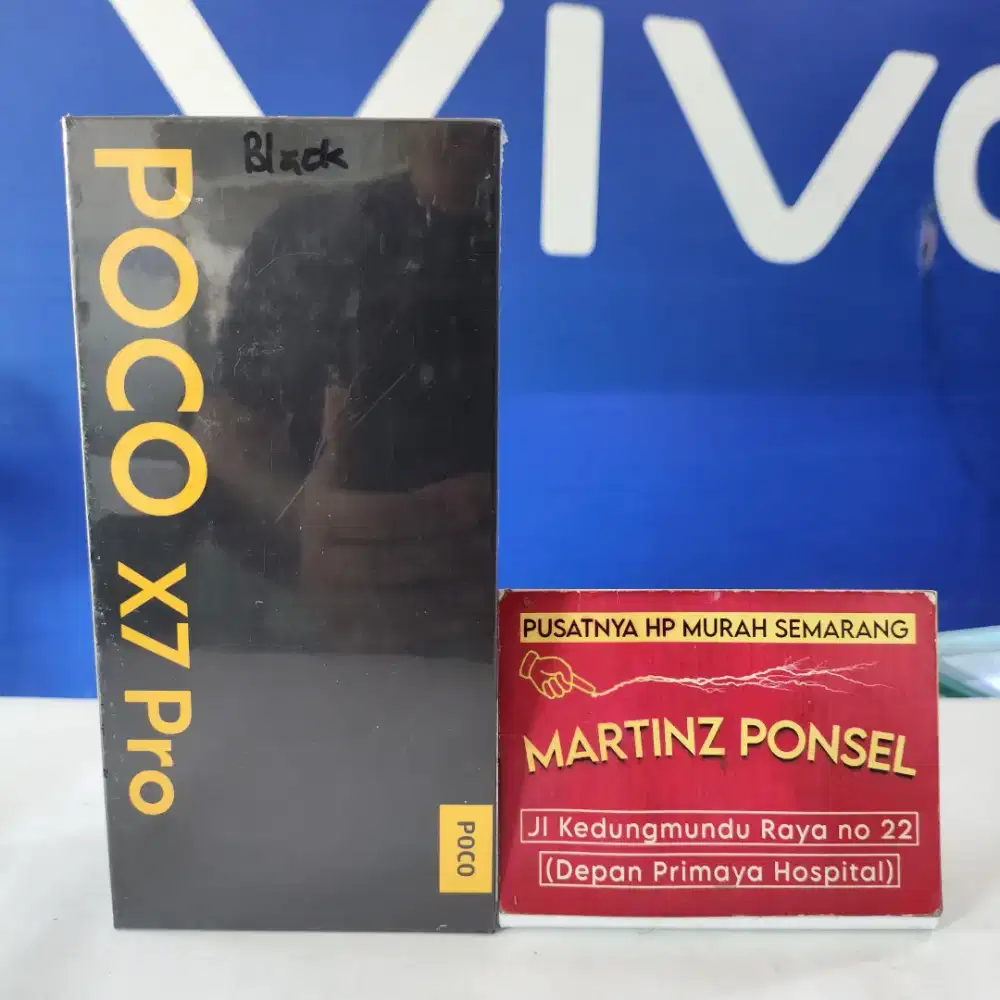 vivo
Black
POCO X7 Pro
POCO
PUSATNYA HP MURAH SEMARANG
MARTINZ PONSEL
Jl Kedungmundu Raya no 22
(Depan Primaya Hospital)